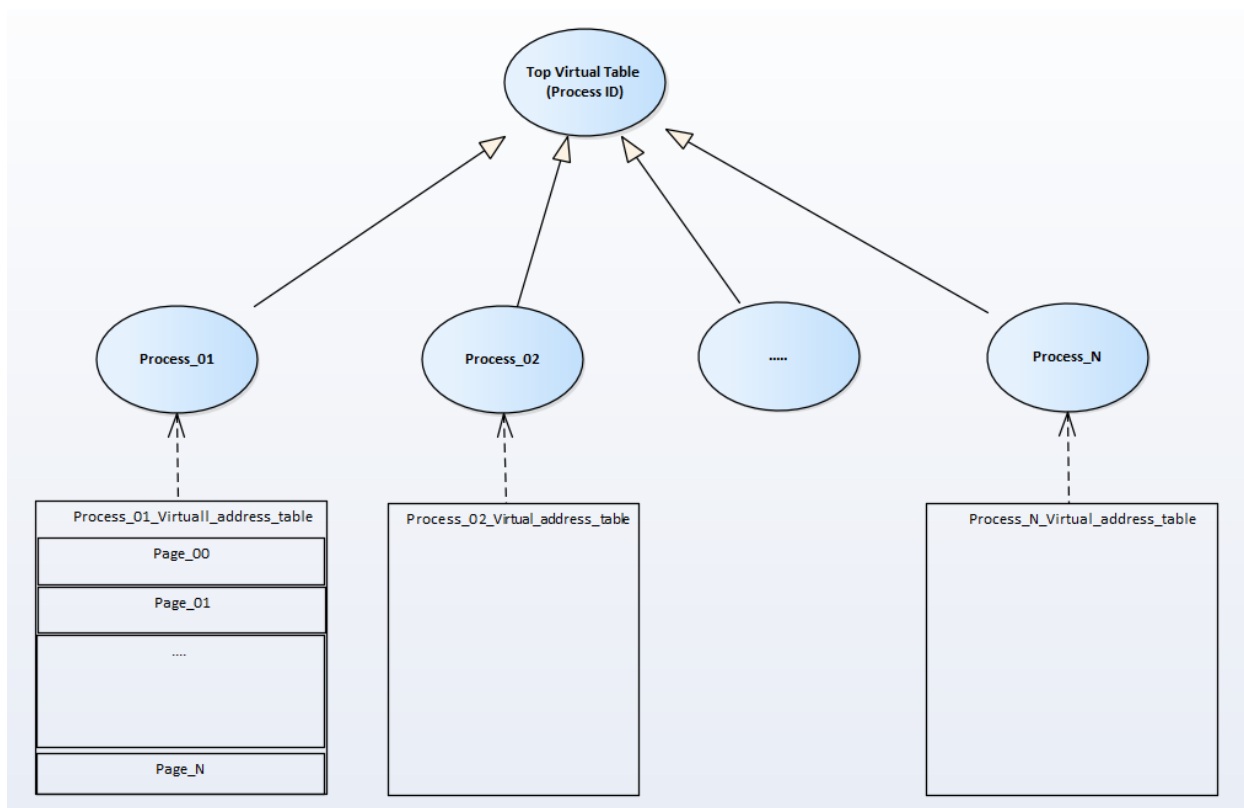 Top Virtual Table
(Process ID)
Process_01
Process_02
.....
Process_N
Process_01_Virtuall_address_table
Process_02_Virtual_address_table
Process_N_Virtual_address_table
Page_00
Page_01
....
Page_N